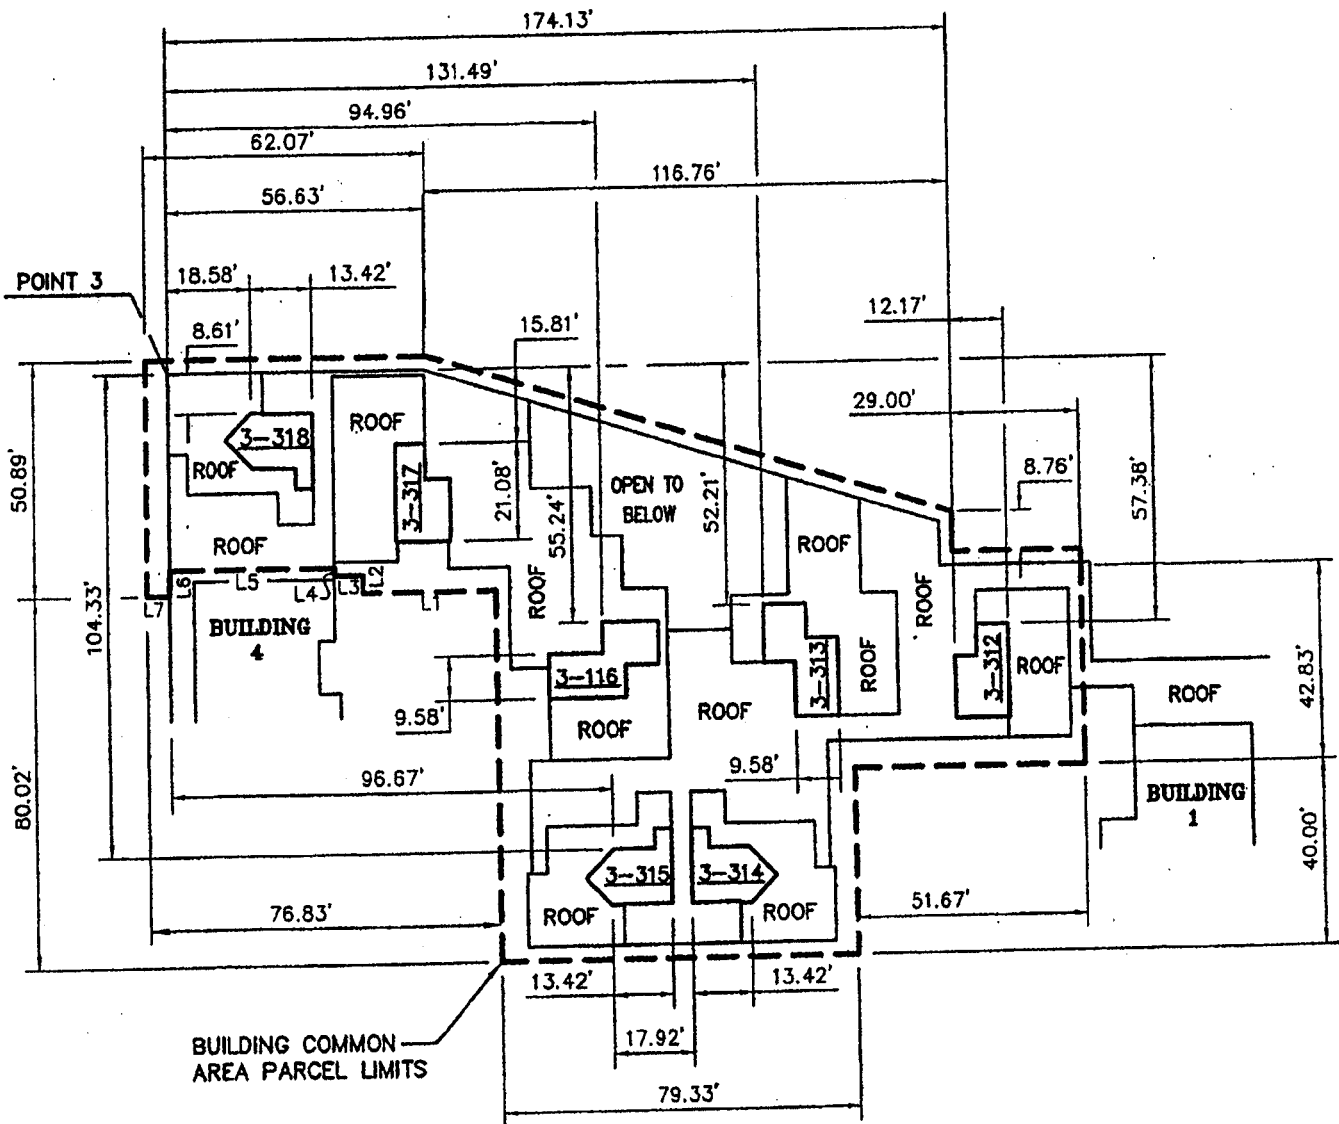 174.13'
131.49'
94.96'
62.07'
116.76'
56.63'
POINT 3
18.58'
13.42'
12.17'
8.61'
15.81'
29.00'
ROOF
3-318
ROOF
8.76'
50.89'
3-317
21.08'
OPEN TO
BELOW
52.21'
57.38'
55.24'
ROOF
ROOF
L6
L5
L4
L3
L2
L1
L7
ROOF
ROOF
BUILDING
4
104.33'
3-116
3-313
ROOF
3-312
ROOF
42.83'
ROOF
9.58'
ROOF
ROOF
80.02'
96.67'
9.58'
BUILDING
1
40.00'
3-315
3-314
76.83'
ROOF
ROOF
51.67'
13.42'
13.42'
17.92'
BUILDING COMMON
AREA PARCEL LIMITS
79.33'